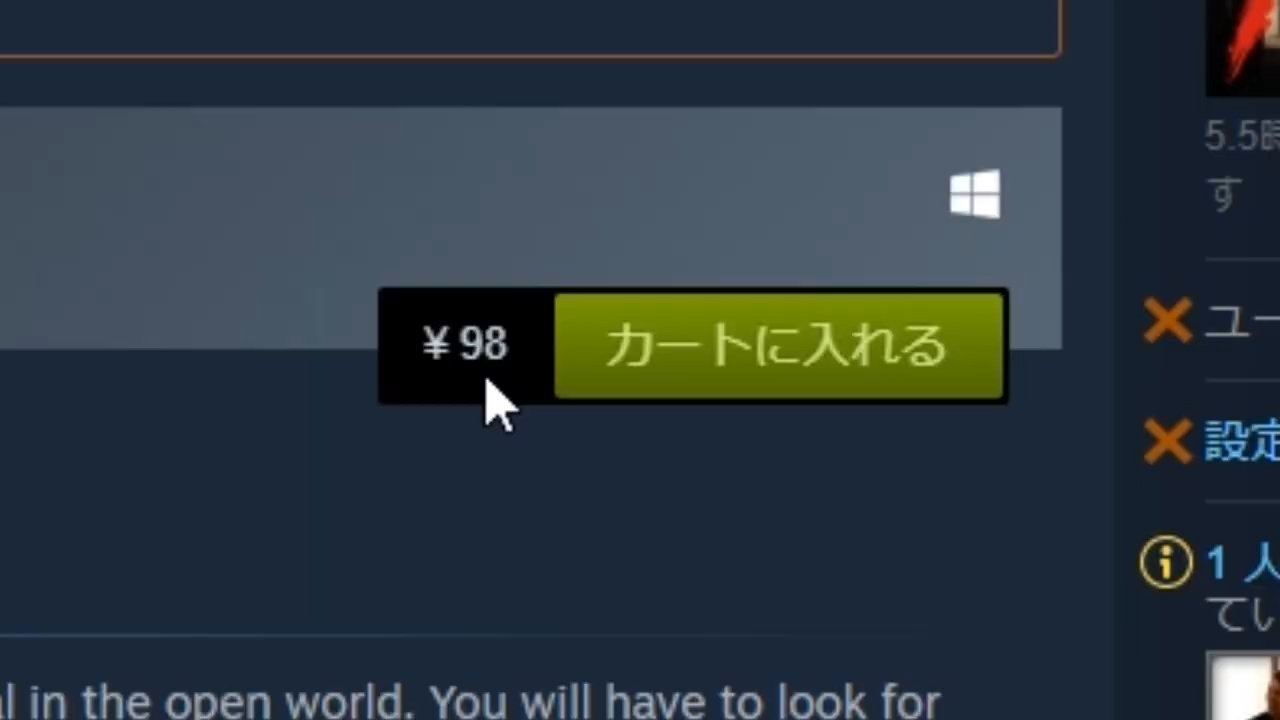 5.5時
す
ユー
¥ 98 カートに入れる
設定
1 人
てい
in the open world. You will have to look for